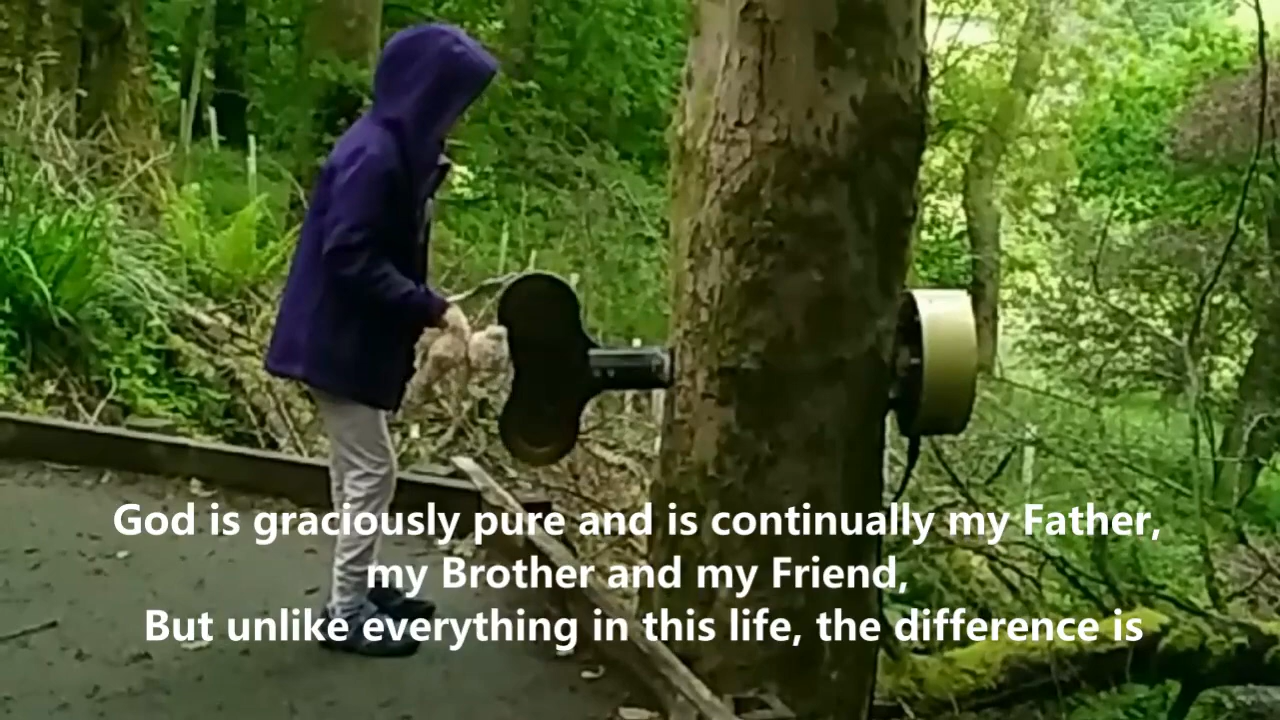 God is graciously pure and is continually my Father,
my Brother and my Friend,
But unlike everything in this life, the difference is